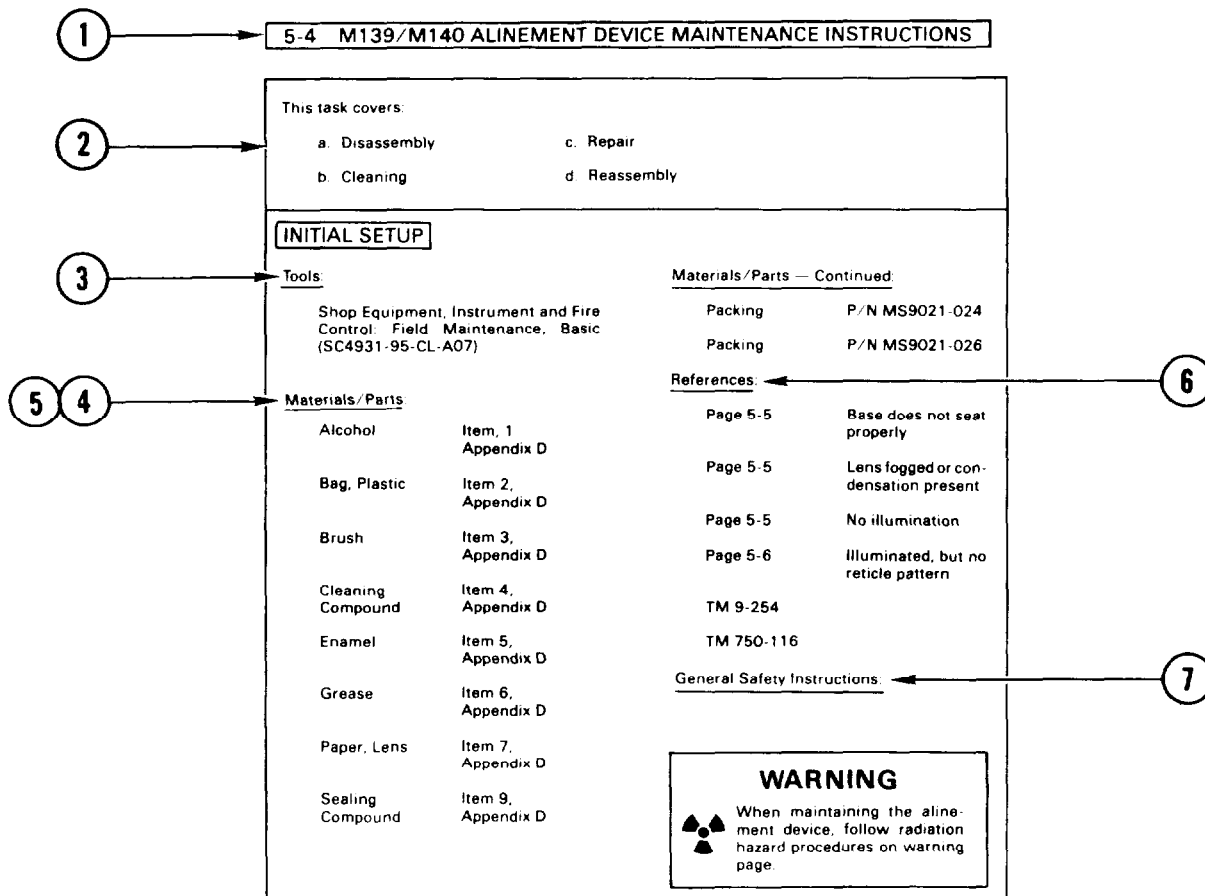 1
5-4 M139/M140 ALINEMENT DEVICE MAINTENANCE INSTRUCTIONS
2
This task covers:
a. Disassembly
c. Repair
b. Cleaning
d. Reassembly
INITIAL SETUP
3
Tools:
Shop Equipment, Instrument and Fire
Control: Field Maintenance, Basic
(SC4931-95-CL-A07)
5 4
Materials/Parts
Alcohol
Item, 1
Appendix D
Bag, Plastic
Item 2,
Appendix D
Brush
Item 3,
Appendix D
Cleaning
Compound
Item 4,
Appendix D
Enamel
Item 5,
Appendix D
Grease
Item 6,
Appendix D
Paper, Lens
Item 7,
Appendix D
Sealing
Compound
Item 9,
Appendix D
Materials/Parts — Continued:
Packing
P/N MS9021-024
Packing
P/N MS9021-026
References:
6
Page 5-5
Base does not seat
properly
Page 5-5
Lens fogged or con-
densation present
Page 5-5
No illumination
Page 5-6
Illuminated, but no
reticle pattern
TM 9-254
TM 750-116
General Safety Instructions:
7
WARNING
When maintaining the aline-
ment device, follow radiation
hazard procedures on warning
page.